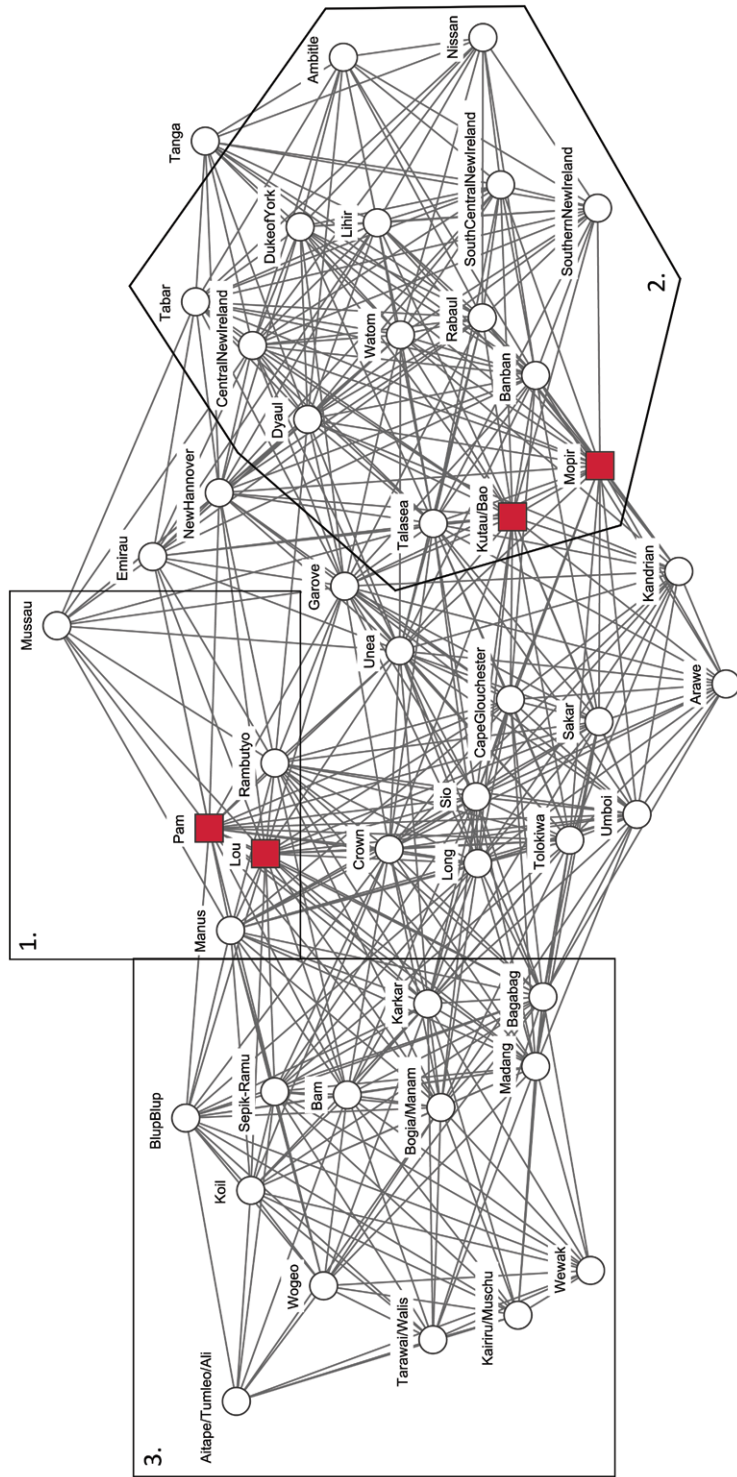 Nissan
Ambitle
Tanga
SouthCentralNewIreland
SouthernNewIreland
DukeofYork
Lihir
Tabar
CentralNewIreland
Watom
Rabaul
2.
Dyaul
Banban
NewHannover
Mopir
Talasea
Kutau/Bao
Emirau
Garove
Kandrian
Mussau
Unea
CapeGlouchester
Arawe
Sakar
Rambutyo
Sio
Umboi
Pam
Lou
Crown
Long
Tolokiwa
1.
Manus
Karkar
Bagabag
Sepik-Ramu
Bam
Madang
BlupBlup
Bogia/Manam
Koil
Wogeo
Wewak
Tarawai/Walis
Kairiru/Muschu
Aitape/Tumleo/Ali
3.